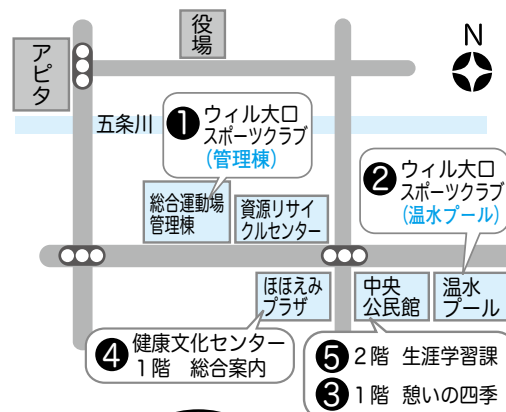 役場
N
アピタ
五条川
❶ウィル大口
スポーツクラブ
(管理棟)
❷ウィル大口
スポーツクラブ
(温水プール)
総合運動場
管理棟
資源リサイ
クルセンター
ほほえみ
プラザ
中央
公民館
温水
プール
❹健康文化センター
1階 総合案内
❺2階 生涯学習課
❸1階 憩いの四季